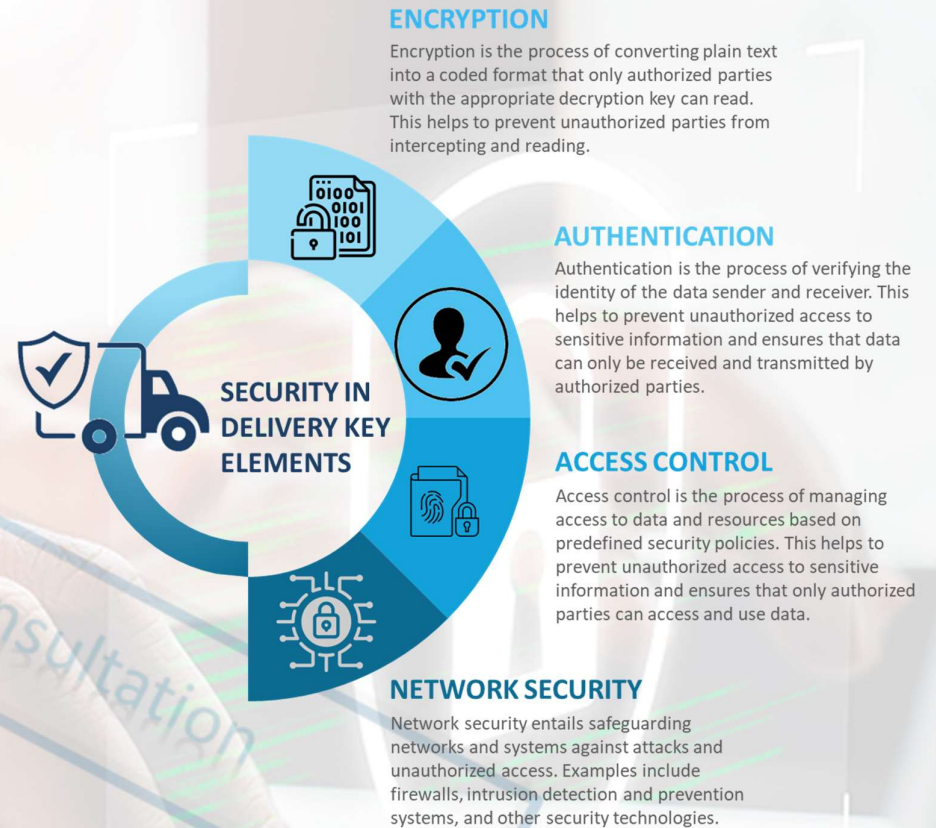 ENCRYPTION
Encryption is the process of converting plain text
into a coded format that only authorized parties
with the appropriate decryption key can read.
This helps to prevent unauthorized parties from
intercepting and reading.
0100
0101
100
101
AUTHENTICATION
Authentication is the process of verifying the
identity of the data sender and receiver. This
helps to prevent unauthorized access to
sensitive information and ensures that data
can only be received and transmitted by
authorized parties.
SECURITY IN
DELIVERY KEY
ELEMENTS
ACCESS CONTROL
Access control is the process of managing
access to data and resources based on
predefined security policies. This helps to
prevent unauthorized access to sensitive
information and ensures that only authorized
parties can access and use data.
nsultation
NETWORK SECURITY
Network security entails safeguarding
networks and systems against attacks and
unauthorized access. Examples include
firewalls, intrusion detection and prevention
systems, and other security technologies.